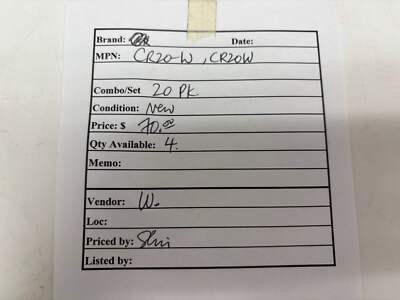 Brand: Date:
MPN: CR20-W, CR20W
Combo/Set 20 PK.
Condition: New
Price: $ 70.00
Qty Available: 4.
Memo:
Vendor: W.
Loc:
Priced by:
Listed by: